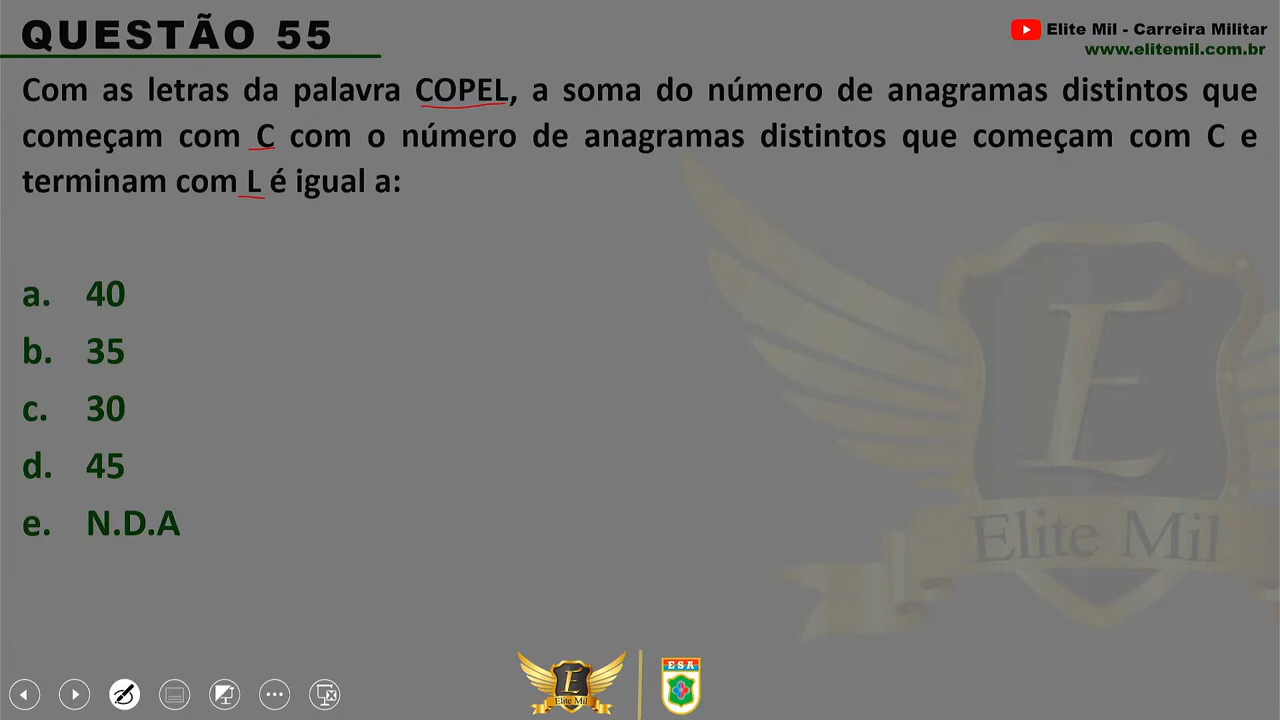 QUESTÃO 55
Elite Mil - Carreira Militar
www.elitemil.com.br
Com as letras da palavra COPEL, a soma do número de anagramas distintos que
começam com C com o número de anagramas distintos que começam com C e
terminam com L é igual a:
a. 40
b. 35
c. 30
d. 45
e. N.D.A
E
Elite Mil
E
Elite Mil
ESA